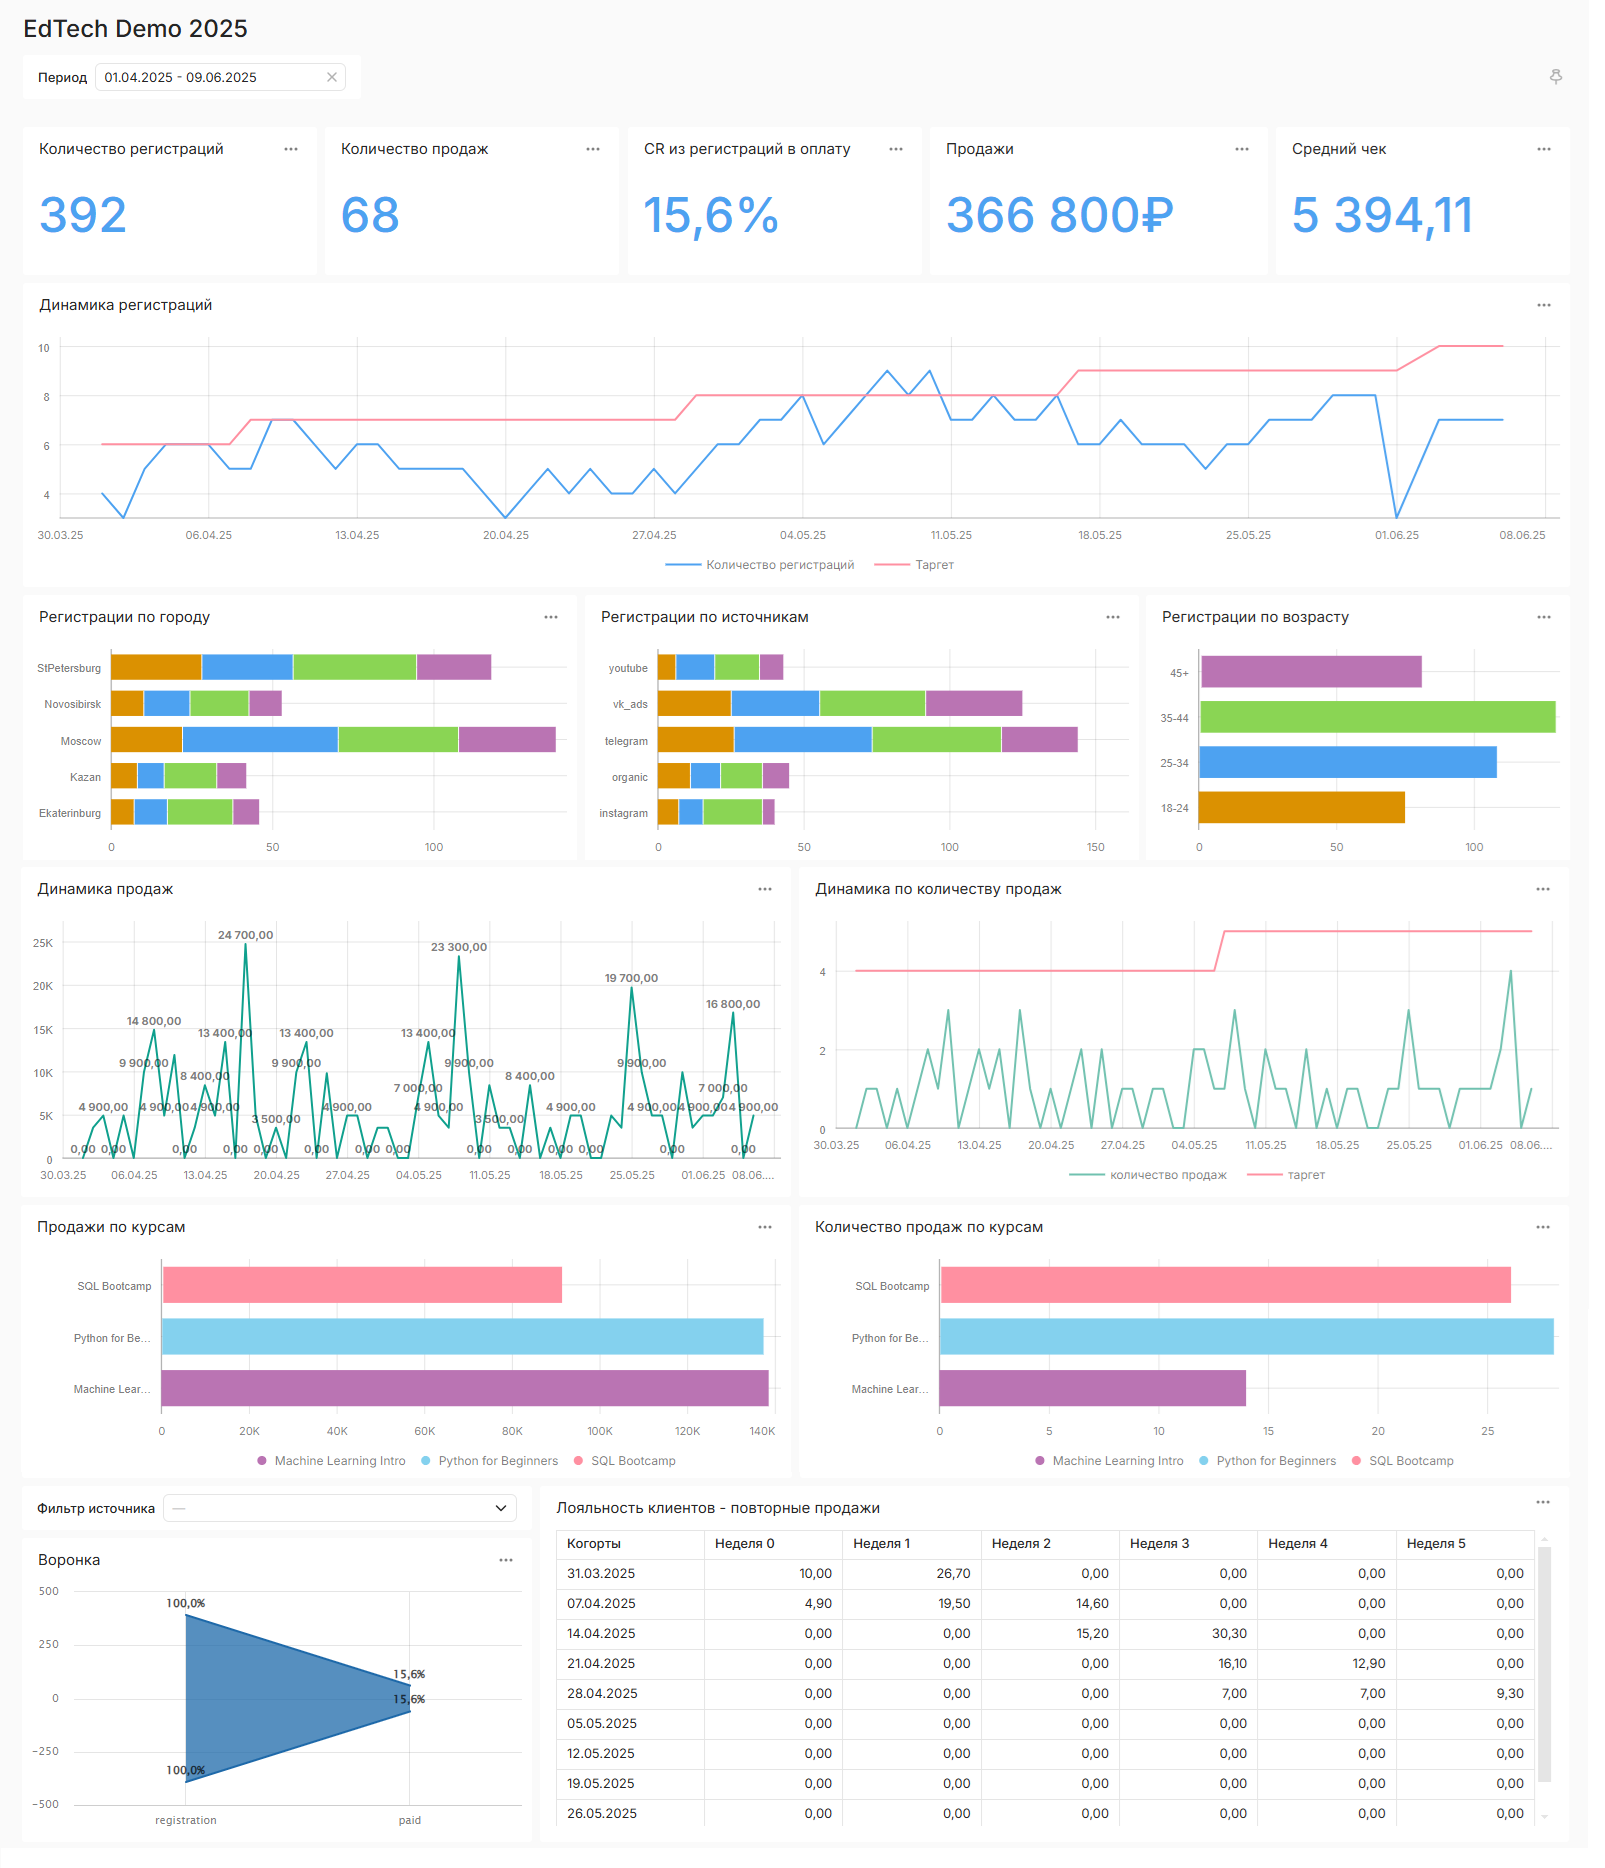 EdTech Demo 2025
Период 01.04.2025 - 09.06.2025
Количество регистраций
392
Количество продаж
68
CR из регистраций в оплату
15,6%
Продажи
366 800₽
Средний чек
5 394,11
Динамика регистраций
10
8
6
4
30.03.25 06.04.25 13.04.25 20.04.25 27.04.25 04.05.25 11.05.25 18.05.25 25.05.25 01.06.25 08.06.25
Количество регистраций Таргет
Регистрации по городу
StPetersburg
Novosibirsk
Moscow
Kazan
Ekaterinburg
0 50 100
Регистрации по источникам
youtube
vk_ads
telegram
organic
instagram
0 50 100 150
Регистрации по возрасту
45+
35-44
25-34
18-24
0 50 100
Динамика продаж
24 700,00
25K 23 300,00
20K 19 700,00
16 800,00
15K 14 800,00
13 400,00 13 400,00 13 400,00
10K 9 900,00 9 900,00 9 900,00 9 900,00
8 400,00 8 400,00
7 000,00 7 000,00
5K 4 900,00 4 900,00 4 900,00 4 900,00 4 900,00 4 900,00 4 900,00 4 900,00 4 900,00
3 500,00 3 500,00
0,00 0,00 0,00 0,00 0,00 0,00 0,00 0,00 0,00 0,00 0,00 0,00 0,00 0,00
0
30.03.25 06.04.25 13.04.25 20.04.25 27.04.25 04.05.25 11.05.25 18.05.25 25.05.25 01.06.25 08.06....
Динамика по количеству продаж
4
2
0
30.03.25 06.04.25 13.04.25 20.04.25 27.04.25 04.05.25 11.05.25 18.05.25 25.05.25 01.06.25 08.06....
количество продаж таргет
Продажи по курсам
SQL Bootcamp
Python for Be...
Machine Lear...
0 20K 40K 60K 80K 100K 120K 140K
Machine Learning Intro Python for Beginners SQL Bootcamp
Количество продаж по курсам
SQL Bootcamp
Python for Be...
Machine Lear...
0 5 10 15 20 25
Machine Learning Intro Python for Beginners SQL Bootcamp
Фильтр источника —
Воронка
500
100,0%
250
15,6%
0 15,6%
−250
100,0%
−500
registration paid
Лояльность клиентов - повторные продажи
Когорты Неделя 0 Неделя 1 Неделя 2 Неделя 3 Неделя 4 Неделя 5
31.03.2025 10,00 26,70 0,00 0,00 0,00 0,00
07.04.2025 4,90 19,50 14,60 0,00 0,00 0,00
14.04.2025 0,00 0,00 15,20 30,30 0,00 0,00
21.04.2025 0,00 0,00 0,00 16,10 12,90 0,00
28.04.2025 0,00 0,00 0,00 7,00 7,00 9,30
05.05.2025 0,00 0,00 0,00 0,00 0,00 0,00
12.05.2025 0,00 0,00 0,00 0,00 0,00 0,00
19.05.2025 0,00 0,00 0,00 0,00 0,00 0,00
26.05.2025 0,00 0,00 0,00 0,00 0,00 0,00